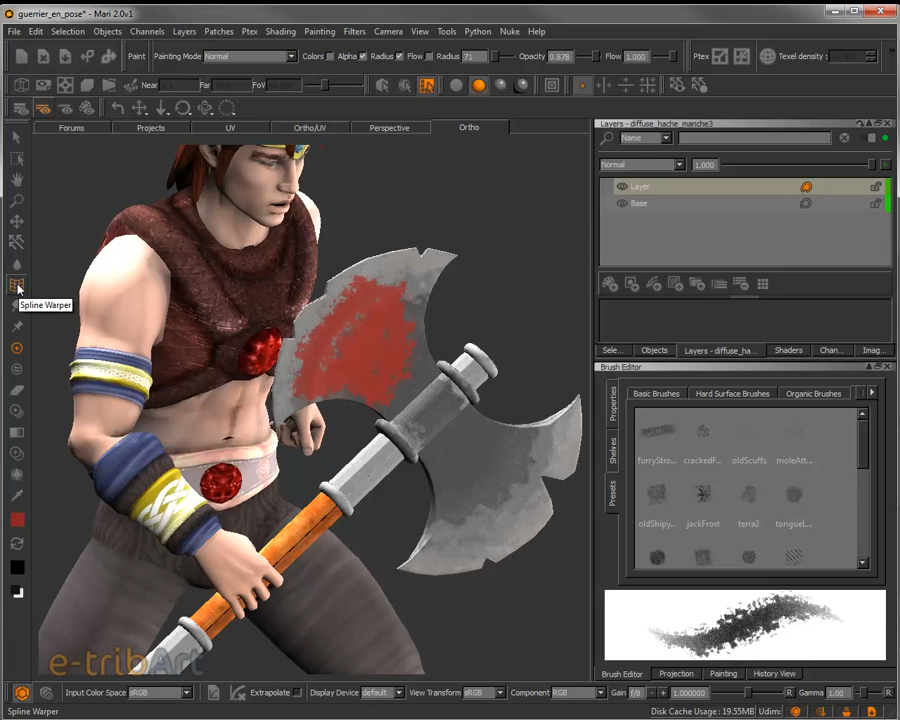 guerrier_en_pose* - Mari 2.0v1
File Edit Selection Objects Channels Layers Patches Ptex Shading Painting Filters Camera View Tools Python Nuke Help
Paint Painting Mode Normal Colors Alpha Radius Flow Radius 71 Opacity 0.878 Flow 1.000 Ptex Texel density:
Near Far FoV
Forums Projects UV Ortho/UV Perspective Ortho
Layers - diffuse_hache_manche3
Name
Normal 1.000
Layer
Base
Spline Warper
Sele... Objects Layers - diffuse_ha... Shaders Chan... Imag...
Brush Editor
Properties
Shelves
Presets
Basic Brushes Hard Surface Brushes Organic Brushes
furryStro... crackedF... oldScuffs moleAtt...
oldShipy... jackFrost terra2 tongueL...
e-tribArt
Brush Editor Projection Painting History View
Input Color Space sRGB Extrapolate Display Device default View Transform sRGB Component RGB Gain f/8 - + 1.000000 R Gamma 1.00 R
Spline Warper
Disk Cache Usage: 19.55MB Udim: